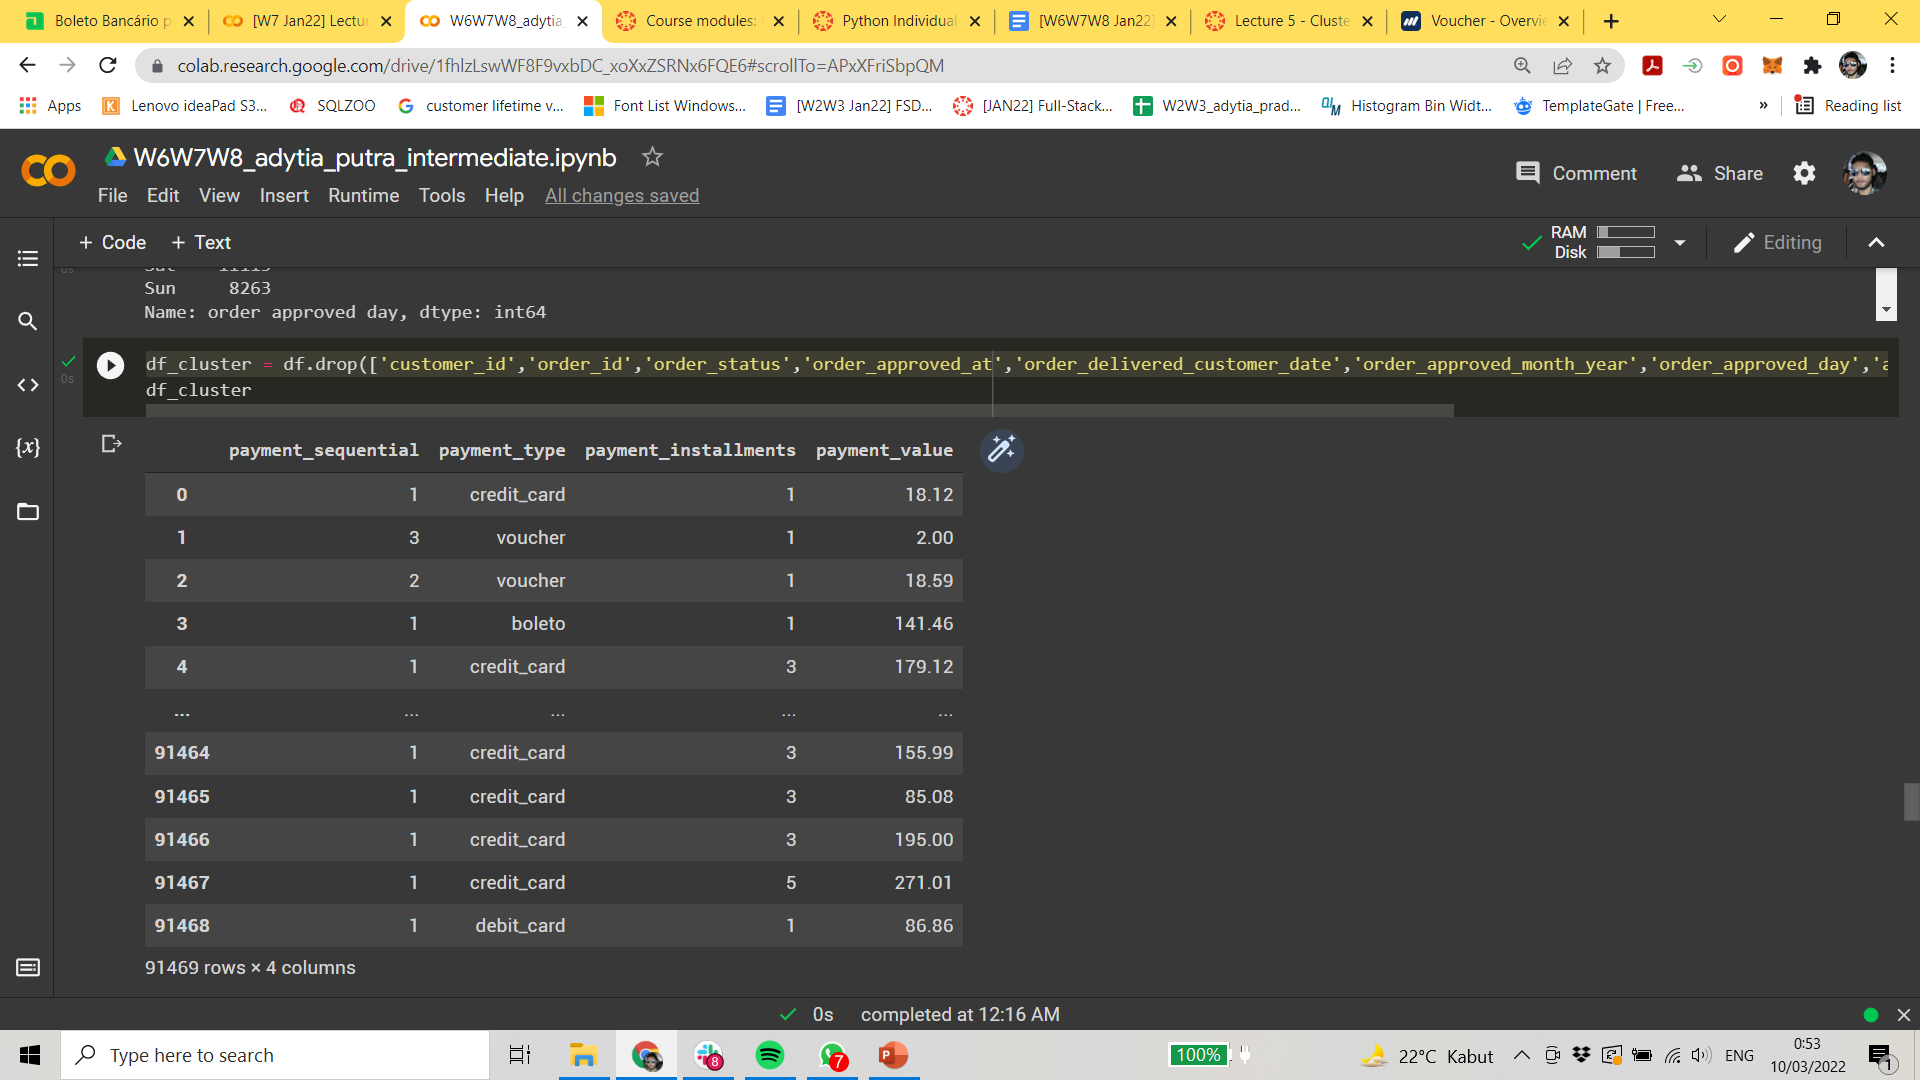 Boleto Bancário p
[W7 Jan22] Lectur
W6W7W8_adytia_
Course modules:
Python Individual
[W6W7W8 Jan22]
Lecture 5 - Cluste
Voucher - Overvie
colab.research.google.com/drive/1fhlzLswWF8F9vxbDC_xoXxZSRNx6FQE6#scrollTo=APxXFriSbpQM
Apps
Lenovo ideaPad S3...
SQLZOO
customer lifetime v...
Font List Windows...
[W2W3 Jan22] FSD...
[JAN22] Full-Stack...
W2W3_adytia_prad...
Histogram Bin Widt...
TemplateGate | Free...
»
Reading list
W6W7W8_adytia_putra_intermediate.ipynb
Comment
Share
File Edit View Insert Runtime Tools Help All changes saved
+ Code + Text
RAM
Disk
Editing
Sun 8263
Name: order approved day, dtype: int64
0s
df_cluster = df.drop(['customer_id','order_id','order_status','order_approved_at','order_delivered_customer_date','order_approved_month_year','order_approved_day','a
df_cluster
payment_sequential payment_type payment_installments payment_value
0 1 credit_card 1 18.12
1 3 voucher 1 2.00
2 2 voucher 1 18.59
3 1 boleto 1 141.46
4 1 credit_card 3 179.12
... ... ... ... ...
91464 1 credit_card 3 155.99
91465 1 credit_card 3 85.08
91466 1 credit_card 3 195.00
91467 1 credit_card 5 271.01
91468 1 debit_card 1 86.86
91469 rows × 4 columns
0s completed at 12:16 AM
Type here to search
8
7
100%
22°C Kabut
ENG
0:53
10/03/2022
1